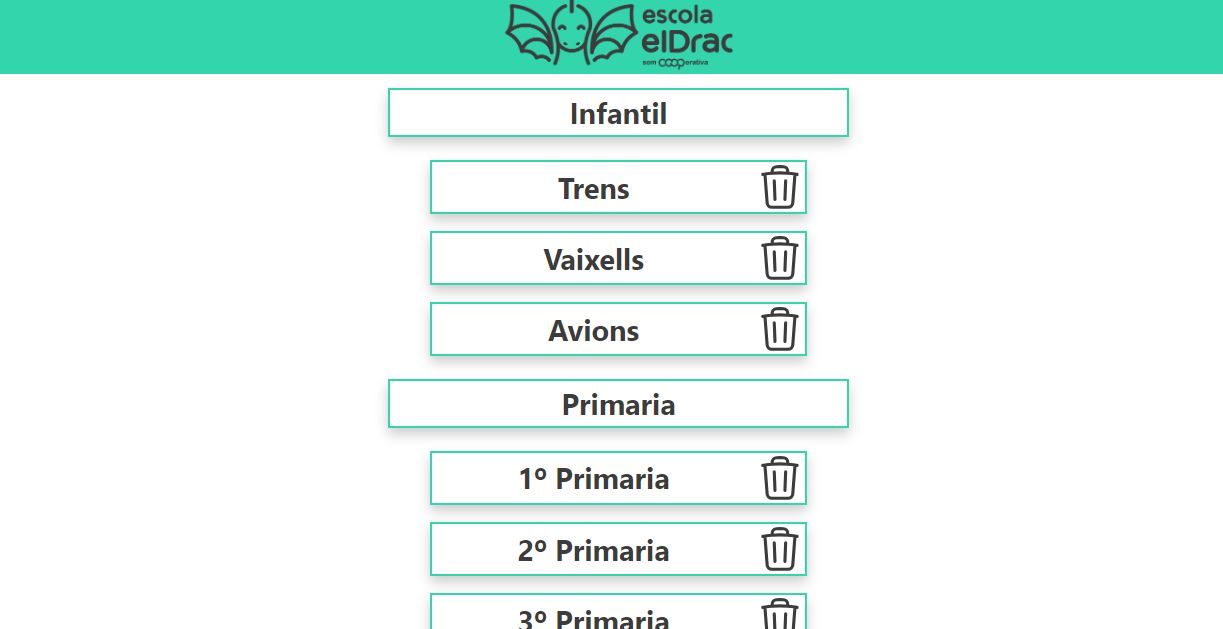 escola
elDrac
som cooperativa
Infantil
Trens
Vaixells
Avions
Primaria
1º Primaria
2º Primaria
3º Primaria